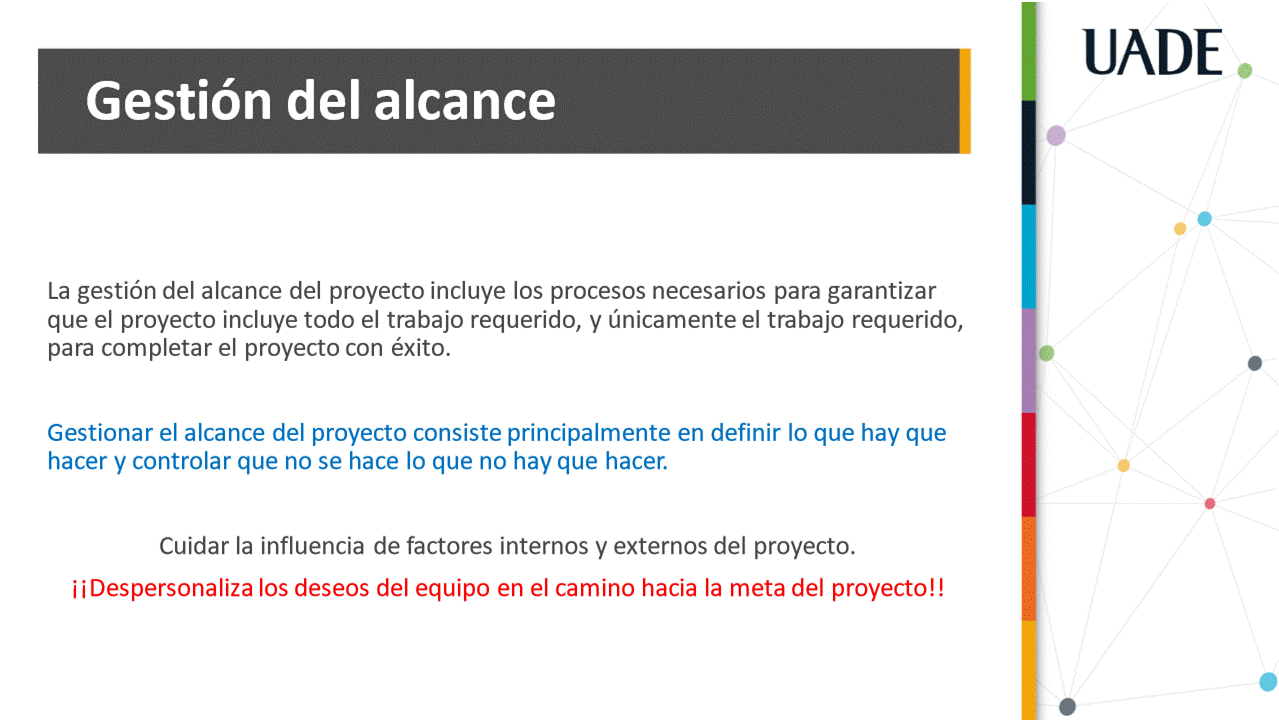 UADE
Gestión del alcance
La gestión del alcance del proyecto incluye los procesos necesarios para garantizar
que el proyecto incluye todo el trabajo requerido, y únicamente el trabajo requerido,
para completar el proyecto con éxito.
Gestionar el alcance del proyecto consiste principalmente en definir lo que hay que
hacer y controlar que no se hace lo que no hay que hacer.
Cuidar la influencia de factores internos y externos del proyecto.
¡¡Despersonaliza los deseos del equipo en el camino hacia la meta del proyecto!!